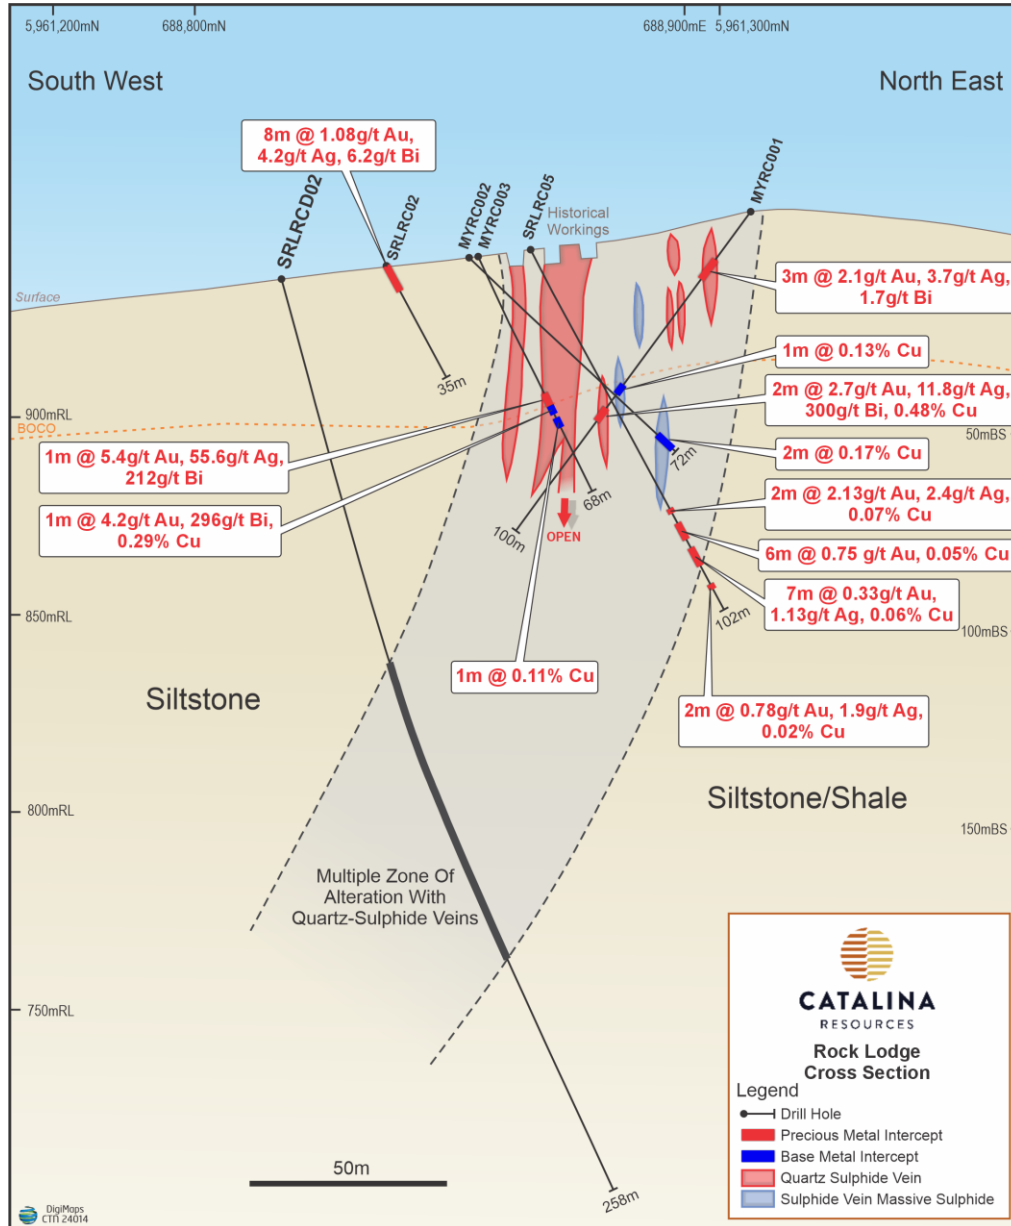 5,961,200mN
688,800mN
688,900mE
5,961,300mN
South West
North East
8m @ 1.08g/t Au,
4.2g/t Ag, 6.2g/t Bi
SRLRCD02
SRLRC02
MYRC002
MYRC003
SRLRC05
MYRC001
Historical
Workings
Surface
3m @ 2.1g/t Au, 3.7g/t Ag,
1.7g/t Bi
1m @ 0.13% Cu
35m
2m @ 2.7g/t Au, 11.8g/t Ag,
300g/t Bi, 0.48% Cu
900mRL
BOCO
50mBS
1m @ 5.4g/t Au, 55.6g/t Ag,
212g/t Bi
2m @ 0.17% Cu
72m
68m
2m @ 2.13g/t Au, 2.4g/t Ag,
0.07% Cu
1m @ 4.2g/t Au, 296g/t Bi,
0.29% Cu
100m
OPEN
6m @ 0.75 g/t Au, 0.05% Cu
7m @ 0.33g/t Au,
1.13g/t Ag, 0.06% Cu
850mRL
102m
100mBS
1m @ 0.11% Cu
Siltstone
2m @ 0.78g/t Au, 1.9g/t Ag,
0.02% Cu
Siltstone/Shale
800mRL
150mBS
Multiple Zone Of
Alteration With
Quartz-Sulphide Veins
750mRL
50m
258m
CATALINA
RESOURCES
Rock Lodge
Cross Section
Legend
Drill Hole
Precious Metal Intercept
Base Metal Intercept
Quartz Sulphide Vein
Sulphide Vein Massive Sulphide
DigiMaps
CTN 24014